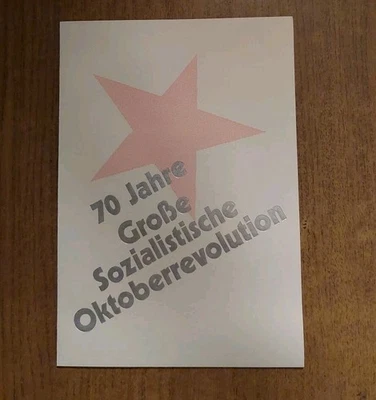 70 Jahre
Große
Sozialistische
Oktoberrevolution